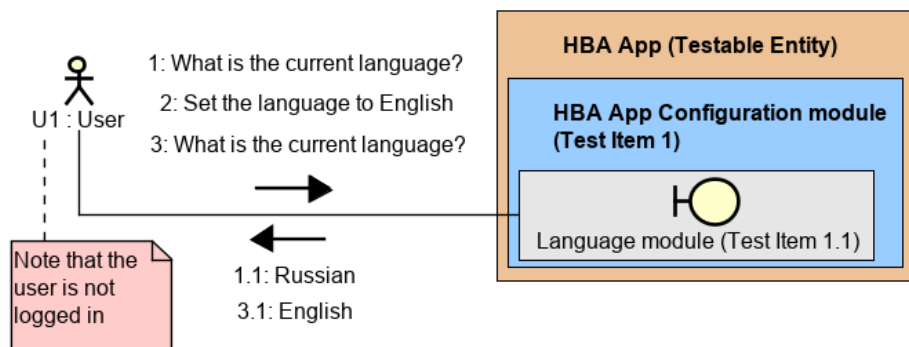 HBA App (Testable Entity)
1: What is the current language?
2: Set the language to English
3: What is the current language?
U1 : User
HBA App Configuration module
(Test Item 1)
Language module (Test Item 1.1)
Note that the
user is not
logged in
1.1: Russian
3.1: English